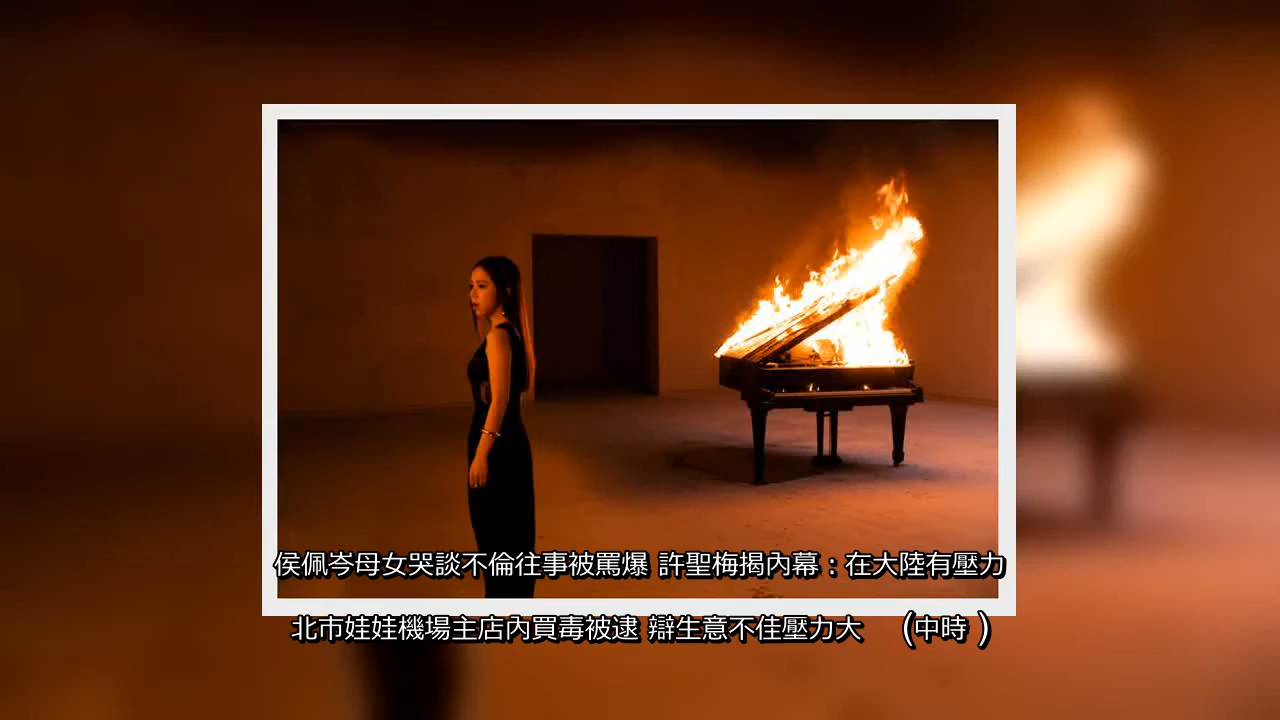 侯佩岑母女哭談不倫往事被罵爆 許聖梅揭內幕：在大陸有壓力
北市娃娃機場主店內買毒被逮 辯生意不佳壓力大 (中時 )